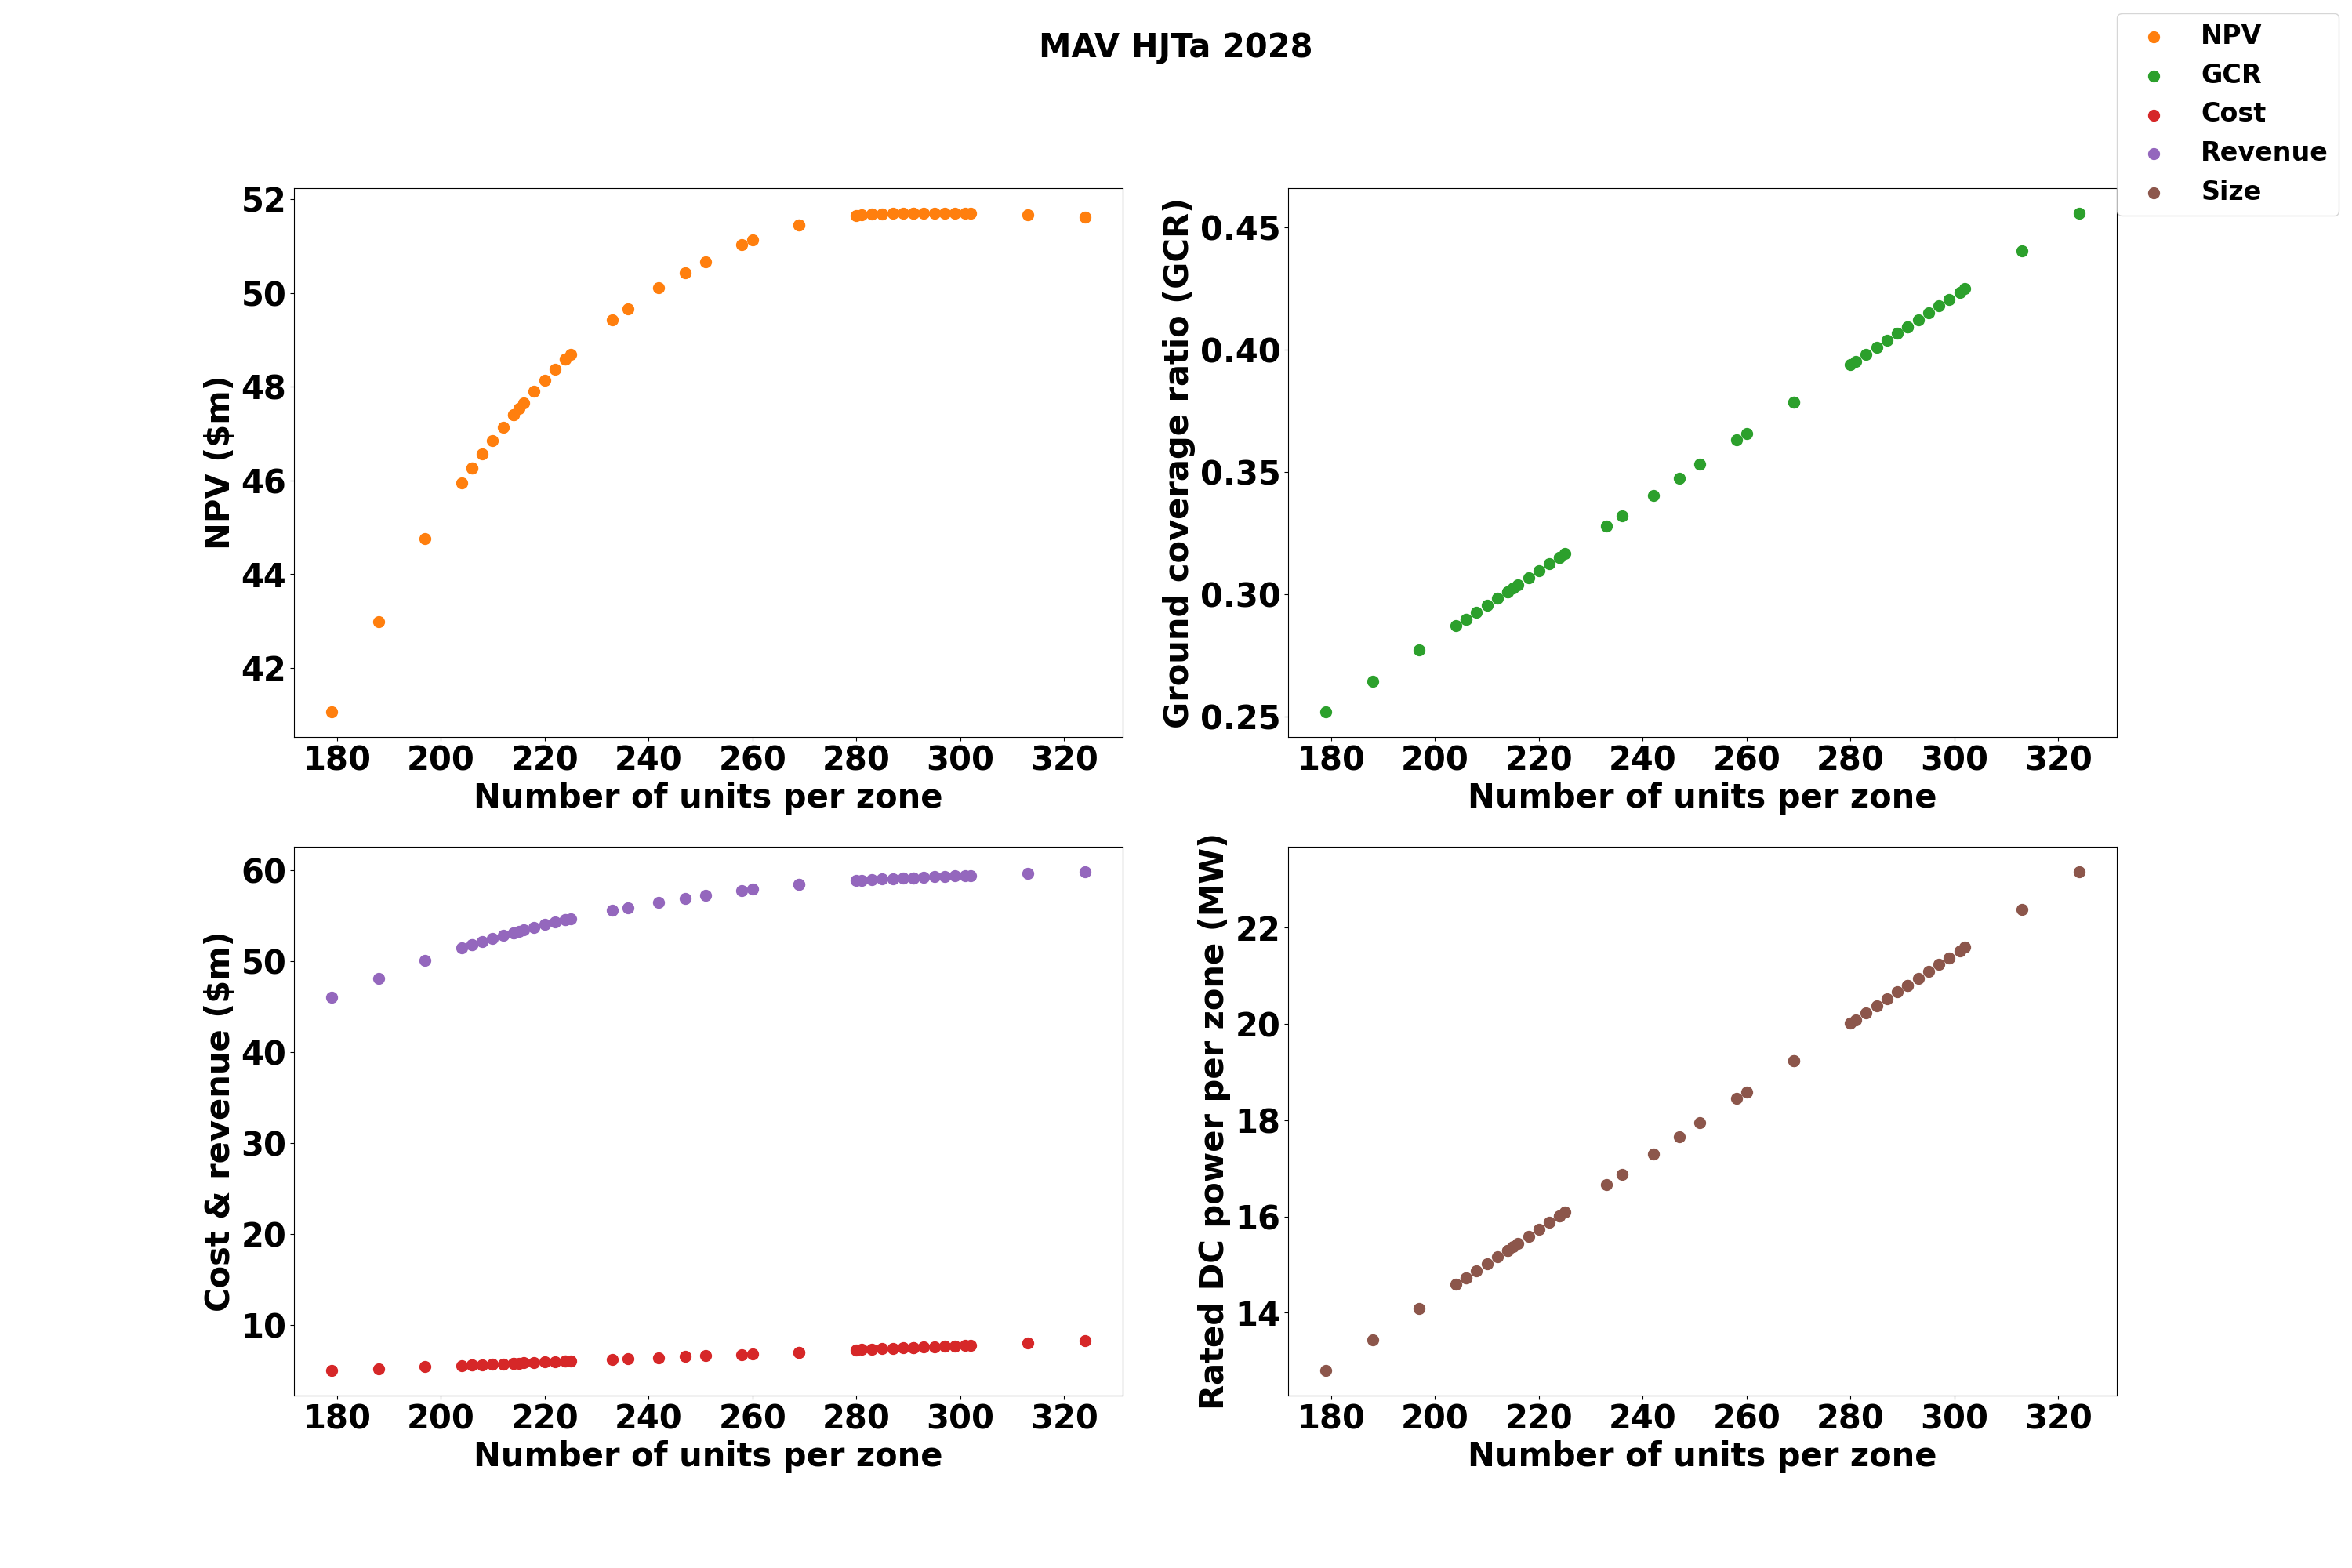 MAV HJTa 2028
NPV
GCR
Cost
Revenue
Size
52
50
48
46
44
42
NPV ($m)
180 200 220 240 260 280 300 320
Number of units per zone
0.45
0.40
0.35
0.30
0.25
Ground coverage ratio (GCR)
180 200 220 240 260 280 300 320
Number of units per zone
60
50
40
30
20
10
Cost & revenue ($m)
180 200 220 240 260 280 300 320
Number of units per zone
22
20
18
16
14
Rated DC power per zone (MW)
180 200 220 240 260 280 300 320
Number of units per zone